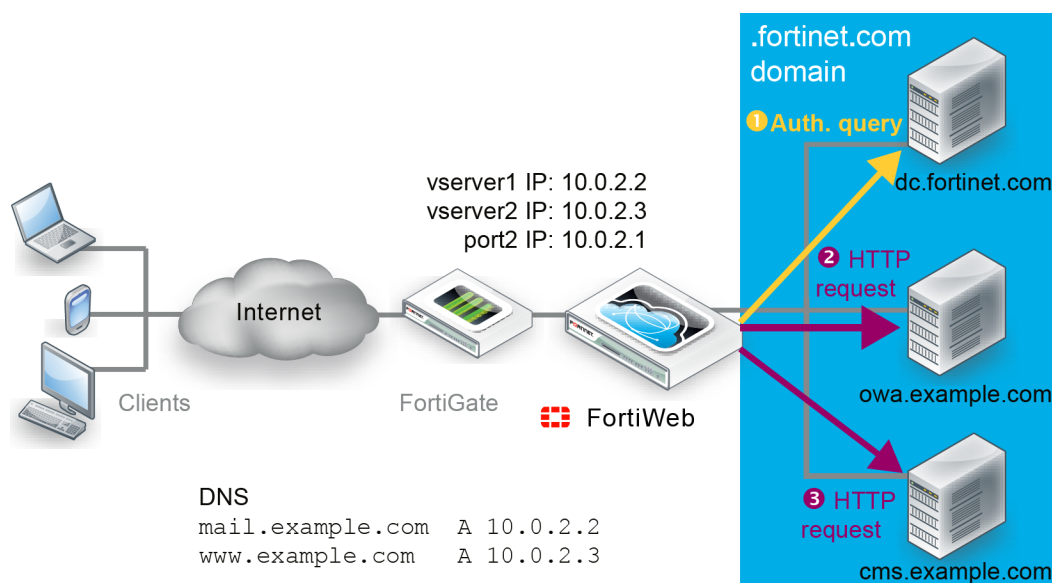 .fortinet.com
domain
1 Auth. query
dc.fortinet.com
vserver1 IP: 10.0.2.2
vserver2 IP: 10.0.2.3
port2 IP: 10.0.2.1
2 HTTP
request
Internet
FORTINET
FORTINET
owa.example.com
Clients
FortiGate
FortiWeb
3 HTTP
request
cms.example.com
DNS
mail.example.com A 10.0.2.2
www.example.com A 10.0.2.3